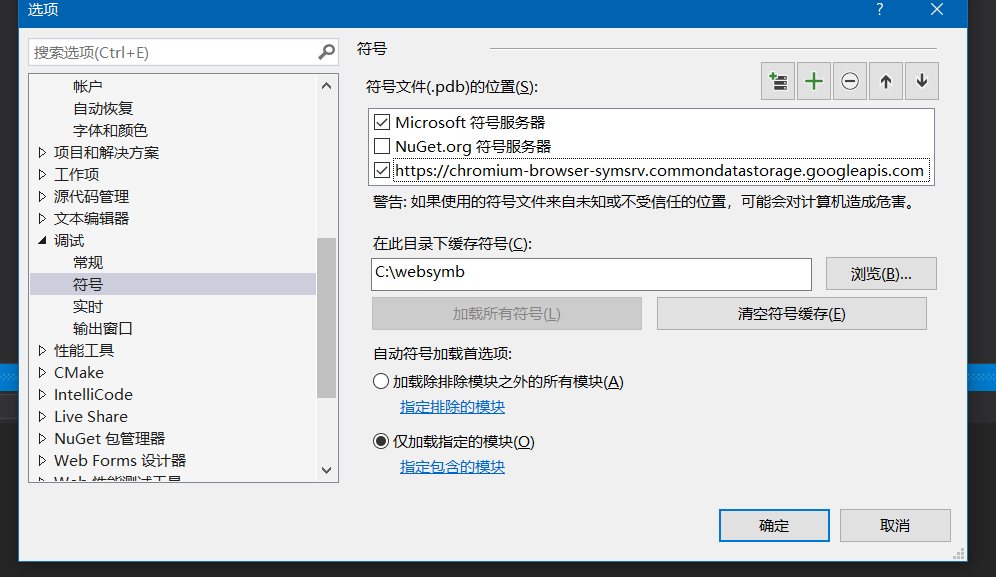 选项
?
搜索选项(Ctrl+E)
帐户
自动恢复
字体和颜色
项目和解决方案
工作项
源代码管理
文本编辑器
调试
常规
符号
实时
输出窗口
性能工具
CMake
IntelliCode
Live Share
NuGet 包管理器
Web Forms 设计器
Web 性能测试工具
符号
符号文件(.pdb)的位置(S):
Microsoft 符号服务器
NuGet.org 符号服务器
https://chromium-browser-symsrv.commondatastorage.googleapis.com
警告: 如果使用的符号文件来自未知或不受信任的位置，可能会对计算机造成危害。
在此目录下缓存符号(C):
C:\websymb
浏览(B)...
加载所有符号(L)
清空符号缓存(E)
自动符号加载首选项:
加载除排除模块之外的所有模块(A)
指定排除的模块
仅加载指定的模块(O)
指定包含的模块
确定
取消